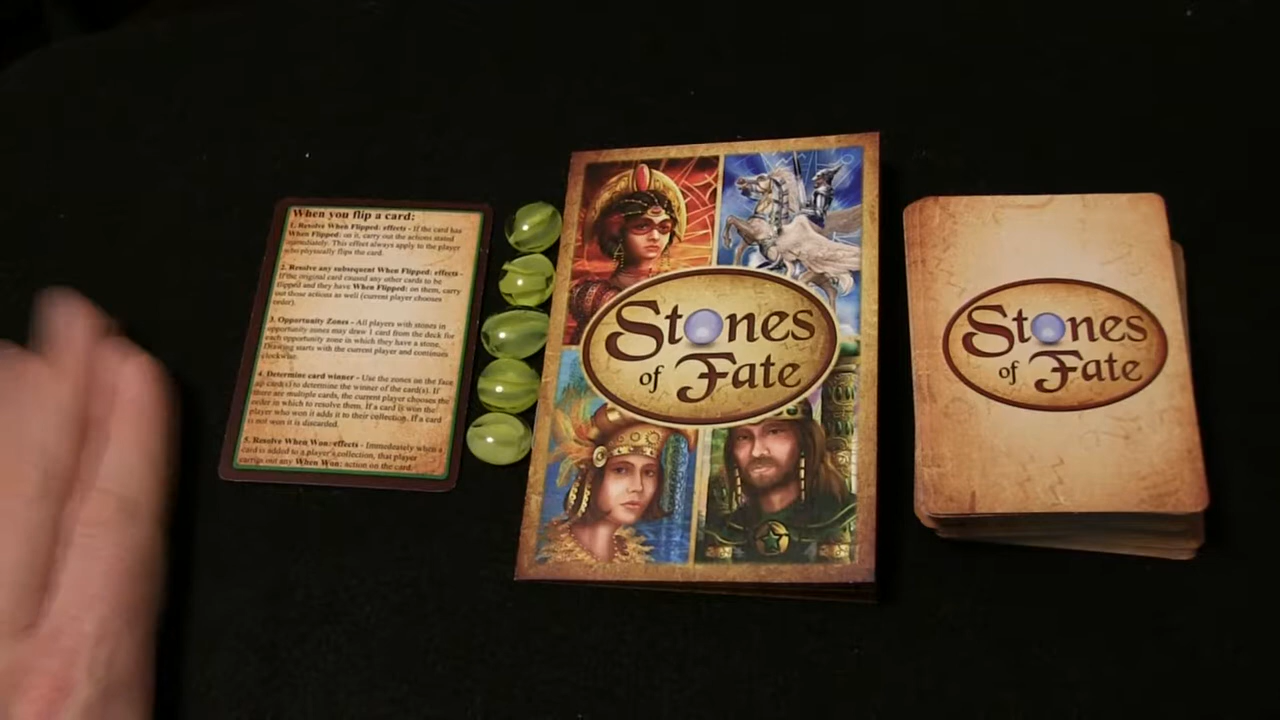 When you flip a card:
1. Resolve When Flipped: effects - If the card has
When Flipped: on it, carry out the actions stated
immediately. This effect always apply to the player
who physically flips the card.
2. Resolve any subsequent When Flipped: effects -
If the original card caused any other cards to be
flipped and they have When Flipped: on them, carry
out those actions as well (current player chooses
order).
3. Opportunity Zones - All players with stones in
opportunity zones may draw 1 card from the deck for
each opportunity zone in which they have a stone.
Drawing starts with the current player and continues
clockwise.
4. Determine card winner - Use the zones on the face
up card(s) to determine the winner of the card(s). If
there are multiple cards, the current player chooses the
order in which to resolve them. If a card is won the
player who won it adds it to their collection. If a card
is not won it is discarded.
5. Resolve When Won: effects - Immediately when a
card is added to a player's collection, that player
carries out any When Won: action on the card.
Stones
of Fate
Stones
of Fate